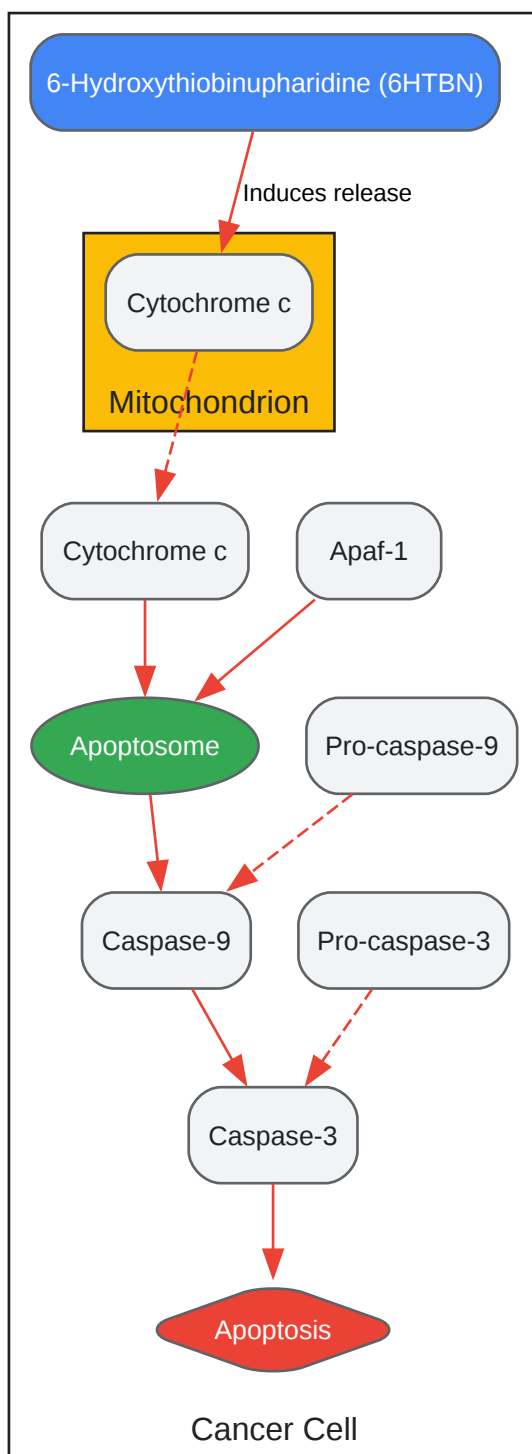 6-Hydroxythiobinupharidine (6HTBN)
Induces release
Cytochrome c
Mitochondrion
Cytochrome c
Apaf-1
Apoptosome
Pro-caspase-9
Caspase-9
Pro-caspase-3
Caspase-3
Apoptosis
Cancer Cell